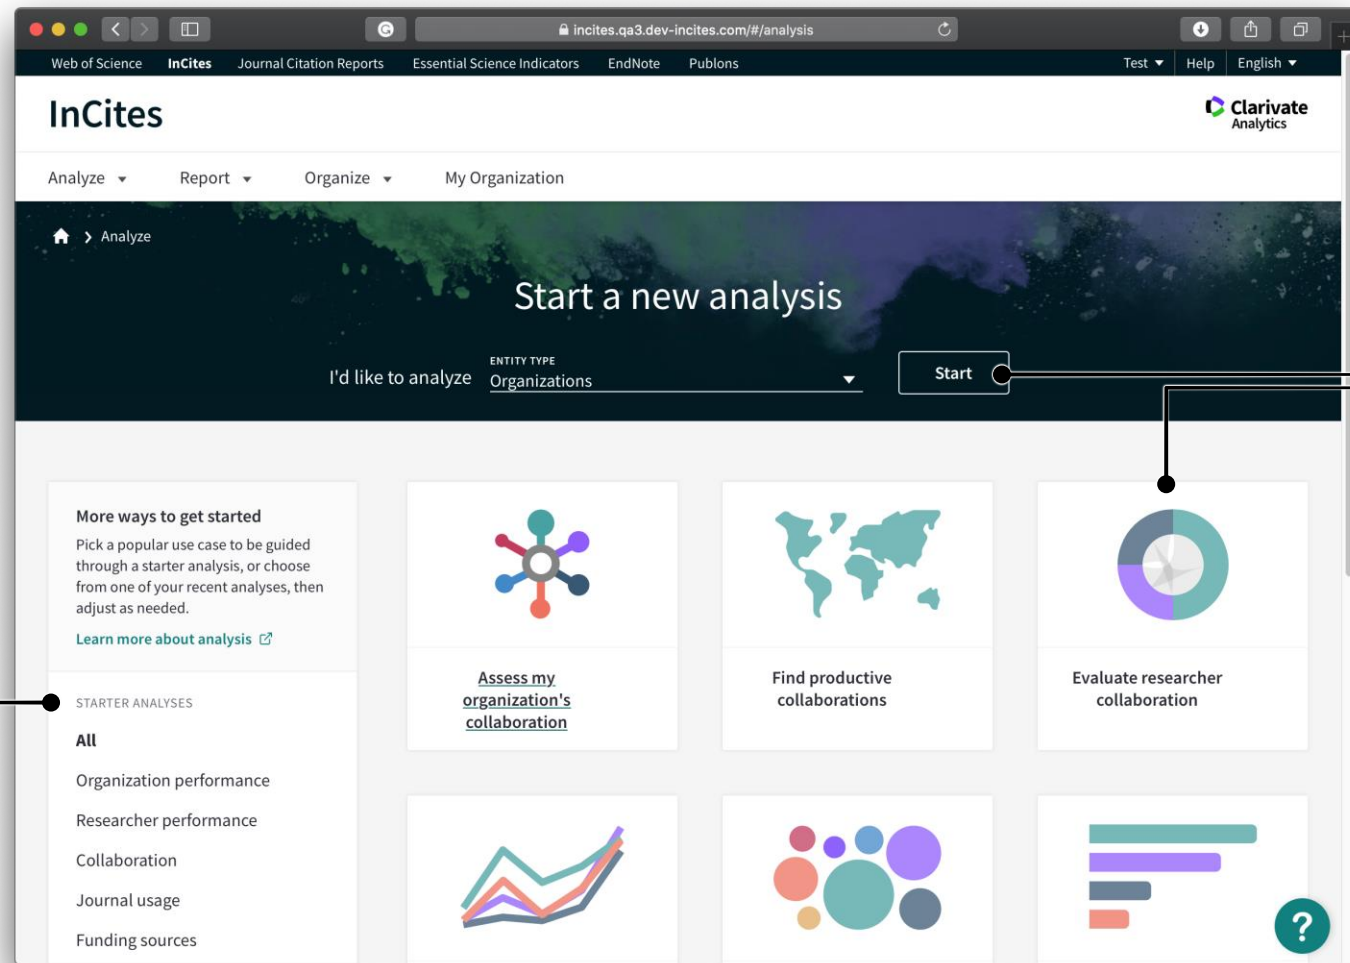 incites.qa3.dev-incites.com/#/analysis
Web of Science InCites Journal Citation Reports Essential Science Indicators EndNote Publons Test Help English
InCites
Clarivate
Analytics
Analyze Report Organize My Organization
Analyze
Start a new analysis
I'd like to analyze
ENTITY TYPE
Organizations
Start
More ways to get started
Pick a popular use case to be guided
through a starter analysis, or choose
from one of your recent analyses, then
adjust as needed.
Learn more about analysis
STARTER ANALYSES
All
Organization performance
Researcher performance
Collaboration
Journal usage
Funding sources
Assess my
organization's
collaboration
Find productive
collaborations
Evaluate researcher
collaboration
?